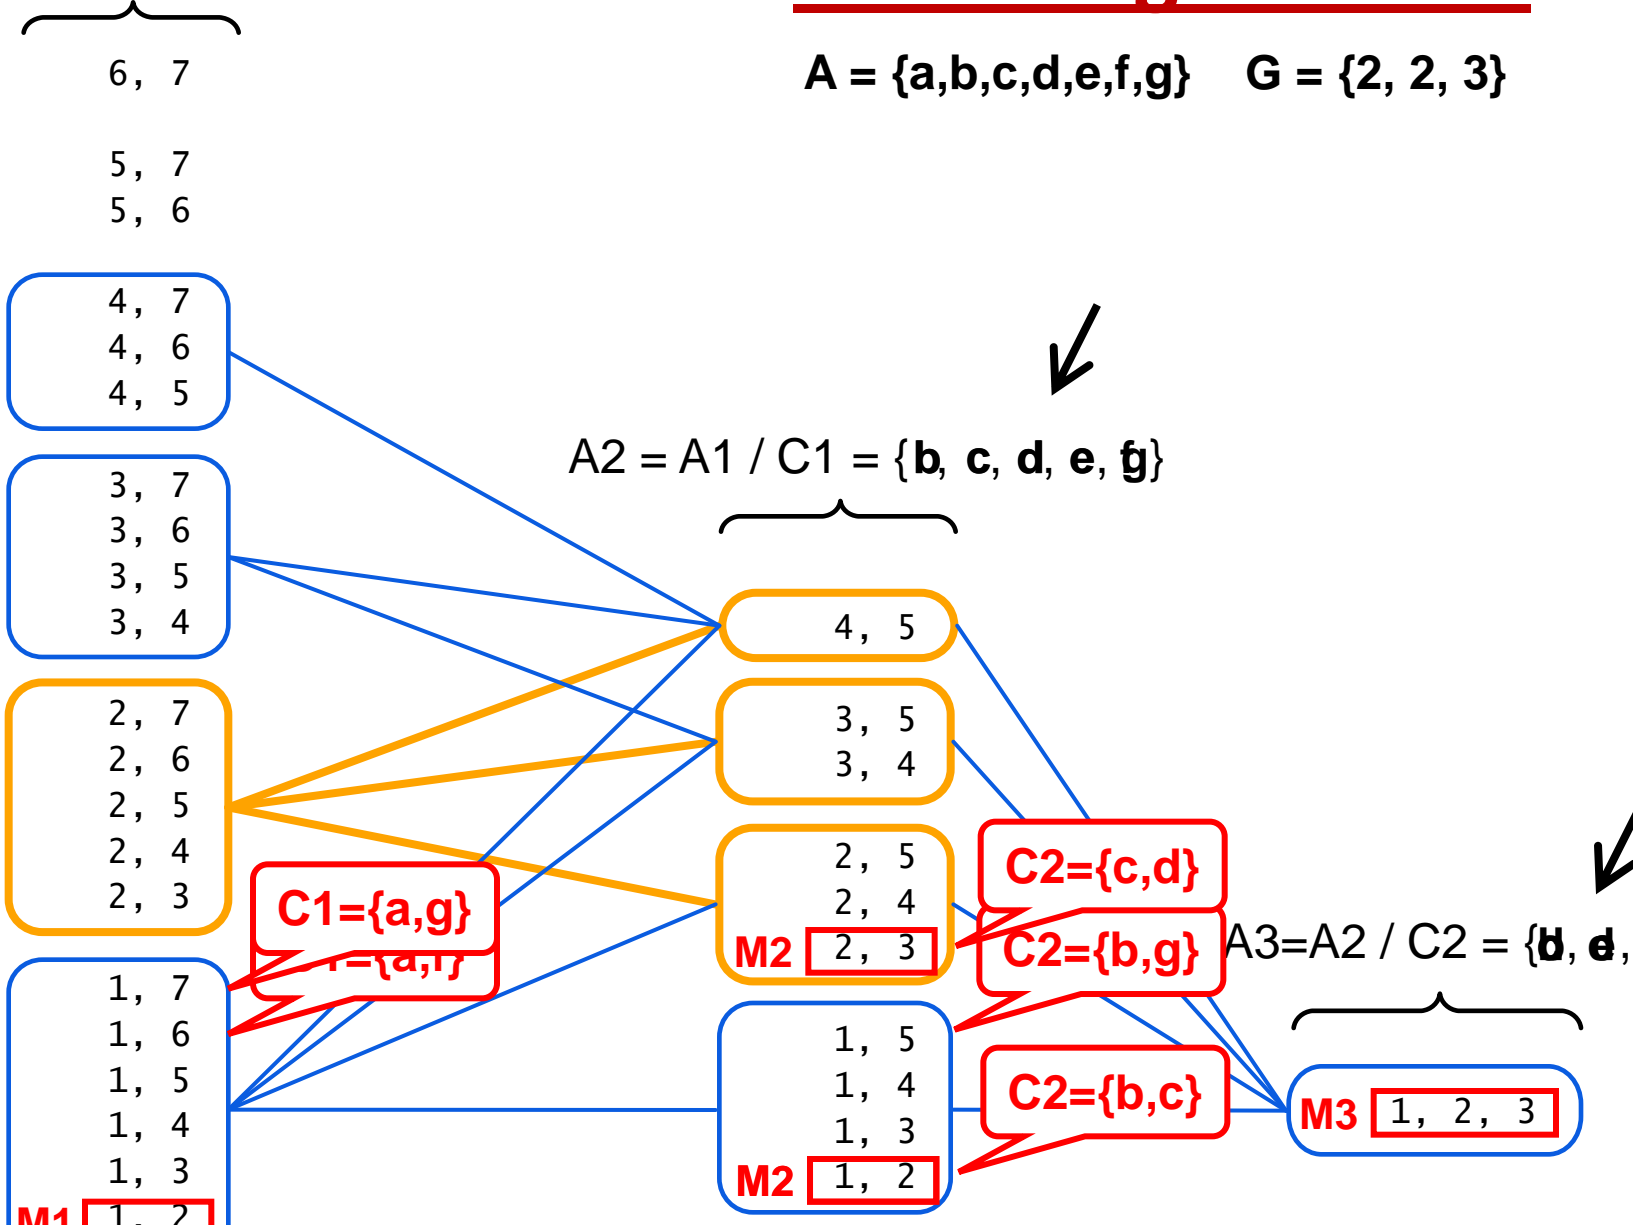 A = {a,b,c,d,e,f,g} G = {2, 2, 3}
6, 7
5, 7
5, 6
4, 7
4, 6
4, 5
3, 7
3, 6
3, 5
3, 4
2, 7
2, 6
2, 5
2, 4
2, 3
C1={a,g}
1, 7
1, 6
1, 5
1, 4
1, 3
M1 1, 2
A2 = A1 / C1 = {b, c, d, e, g}
4, 5
3, 5
3, 4
2, 5
2, 4
M2 2, 3
C2={c,d}
C2={b,g}
1, 5
1, 4
1, 3
M2 1, 2
C2={b,c}
A3=A2 / C2 = {
M3 1, 2, 3